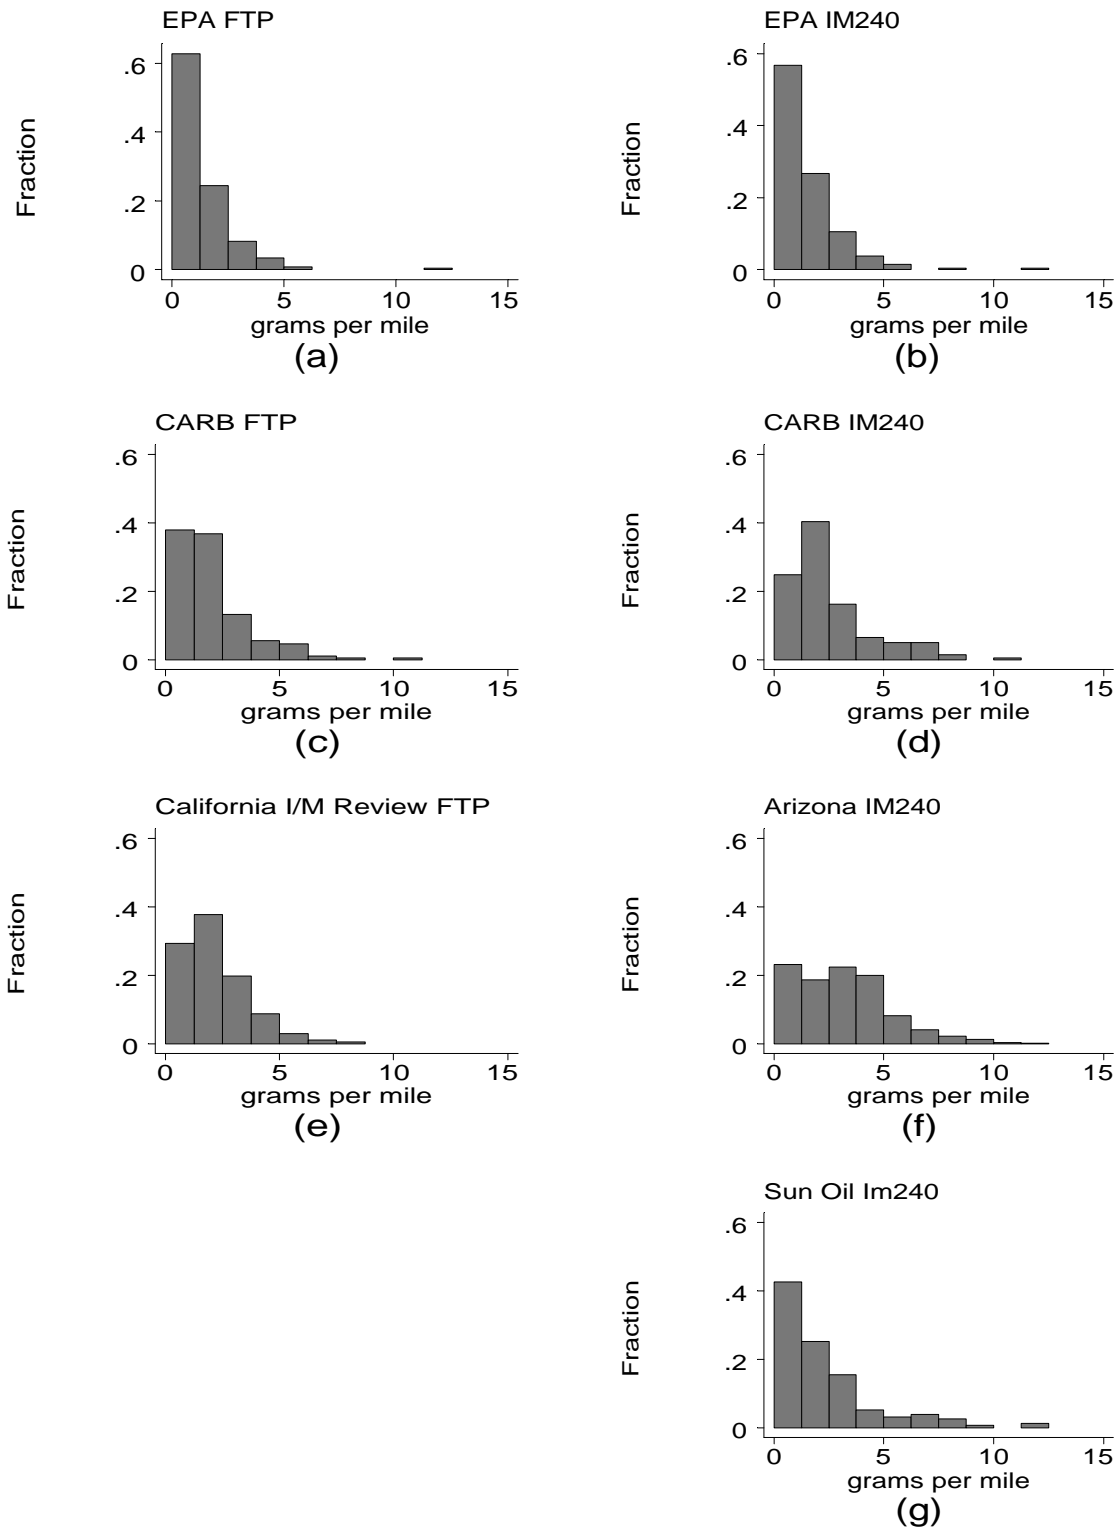 EPA FTP
Fraction
.6
.4
.2
0
0 5 10 15
grams per mile
(a)
EPA IM240
Fraction
.6
.4
.2
0
0 5 10 15
grams per mile
(b)
CARB FTP
Fraction
.6
.4
.2
0
0 5 10 15
grams per mile
(c)
CARB IM240
Fraction
.6
.4
.2
0
0 5 10 15
grams per mile
(d)
California I/M Review FTP
Fraction
.6
.4
.2
0
0 5 10 15
grams per mile
(e)
Arizona IM240
Fraction
.6
.4
.2
0
0 5 10 15
grams per mile
(f)
Sun Oil Im240
Fraction
.6
.4
.2
0
0 5 10 15
grams per mile
(g)